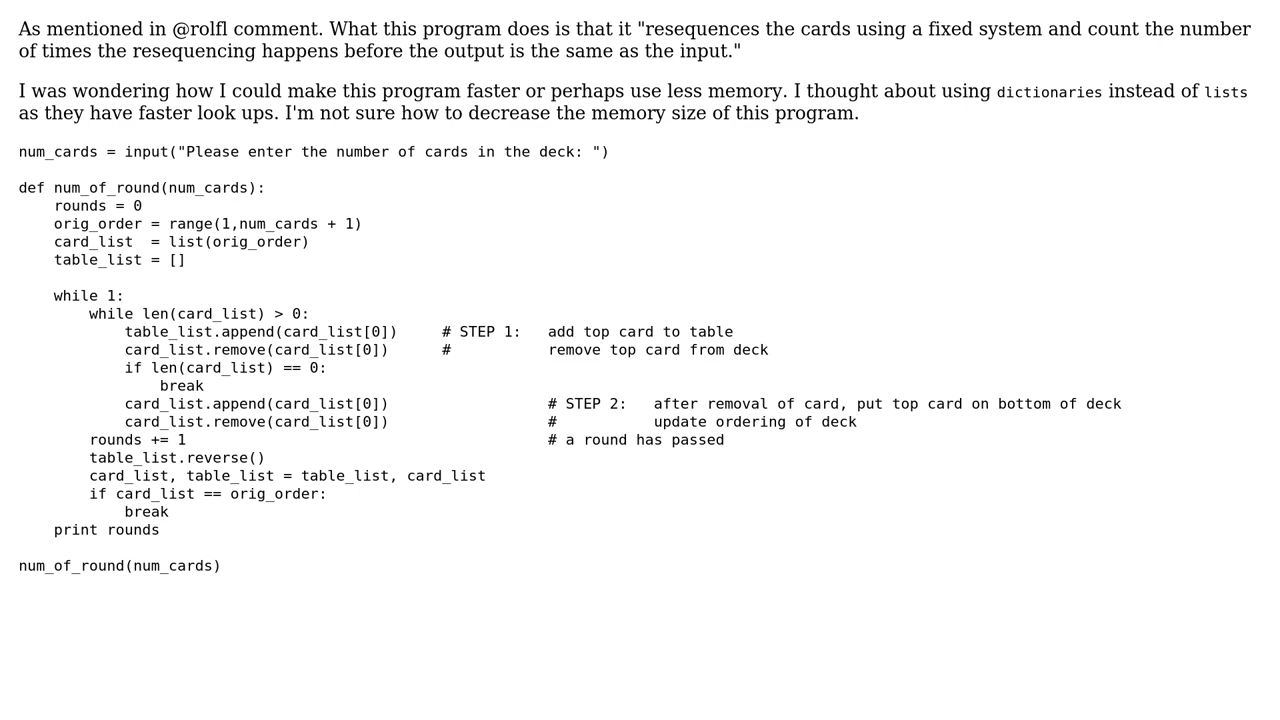 As mentioned in @rolfl comment. What this program does is that it "resequences the cards using a fixed system and count the number
of times the resequencing happens before the output is the same as the input."
I was wondering how I could make this program faster or perhaps use less memory. I thought about using dictionaries instead of lists
as they have faster look ups. I'm not sure how to decrease the memory size of this program.
num_cards = input("Please enter the number of cards in the deck: ")
def num_of_round(num_cards):
    rounds = 0
    orig_order = range(1,num_cards + 1)
    card_list  = list(orig_order)
    table_list = []
    while 1:
        while len(card_list) > 0:
            table_list.append(card_list[0])     # STEP 1:   add top card to table
            card_list.remove(card_list[0])      #           remove top card from deck
            if len(card_list) == 0:
                break
            card_list.append(card_list[0])                  # STEP 2:   after removal of card, put top card on bottom of deck
            card_list.remove(card_list[0])                  #           update ordering of deck
        rounds += 1                                         # a round has passed
        table_list.reverse()
        card_list, table_list = table_list, card_list
        if card_list == orig_order:
            break
    print rounds
num_of_round(num_cards)